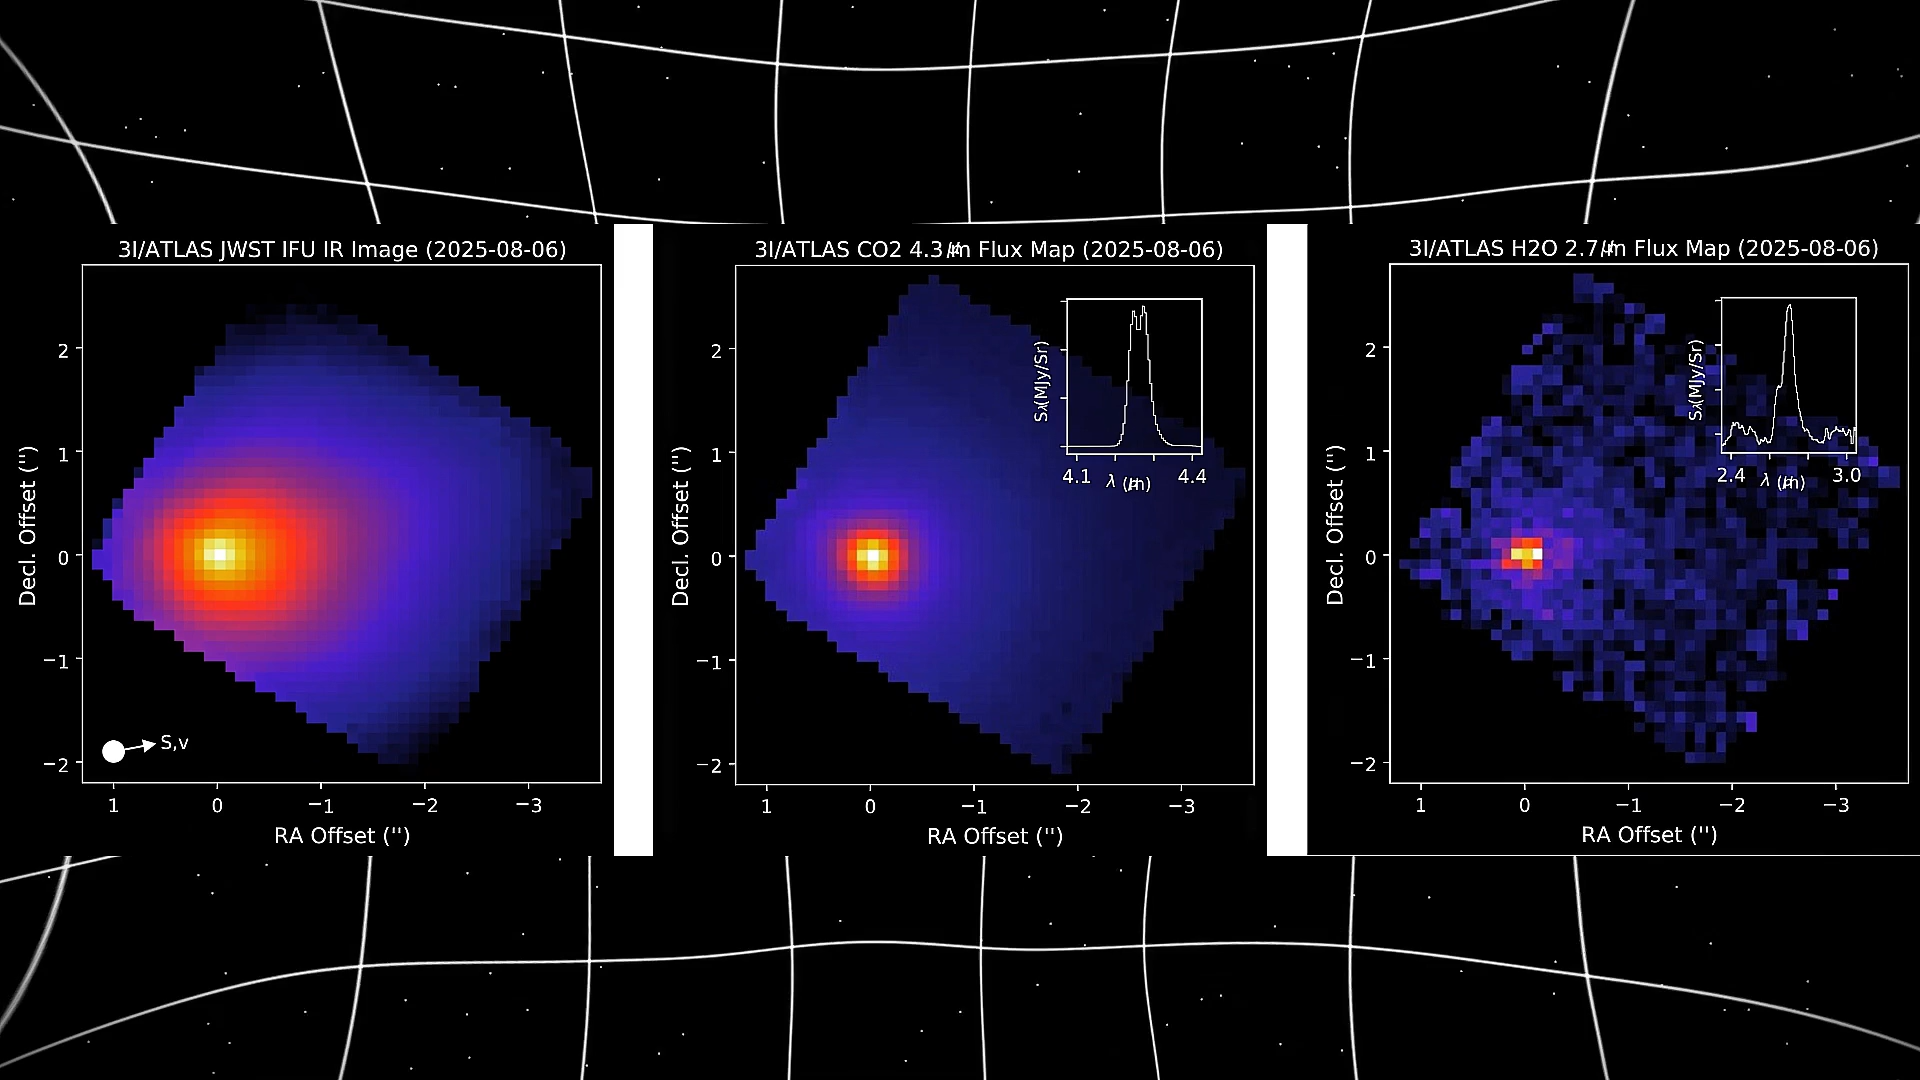 3I/ATLAS JWST IFU IR Image (2025-08-06)
Decl. Offset ('')
2
1
0
−1
−2
S,v
1
0
−1
−2
−3
RA Offset ('')
3I/ATLAS CO2 4.3μm Flux Map (2025-08-06)
Decl. Offset ('')
2
1
0
−1
−2
Sλ(MJy/Sr)
4.1
4.4
λ (μm)
1
0
−1
−2
−3
RA Offset ('')
3I/ATLAS H2O 2.7μm Flux Map (2025-08-06)
Decl. Offset ('')
2
1
0
−1
−2
Sλ(MJy/Sr)
2.4
3.0
λ (μm)
1
0
−1
−2
−3
RA Offset ('')